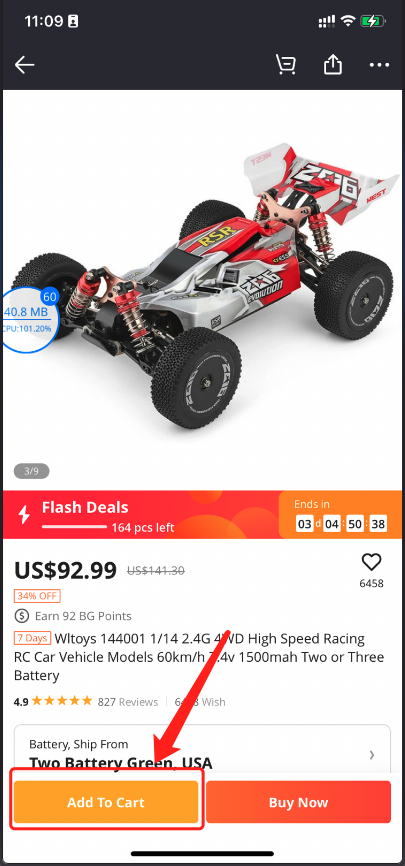 11:09
60
40.8 MB
CPU:101.20%
RSR
EVOLUTION
3/9
Flash Deals
164 pcs left
Ends in
03 d 04 : 50 : 38
US$92.99 US$141.30
6458
34% OFF
Earn 92 BG Points
7 Days Wltoys 144001 1/14 2.4G 4WD High Speed Racing
RC Car Vehicle Models 60km/h 7.4v 1500mah Two or Three
Battery
4.9 827 Reviews Wish
Battery, Ship From
Two Battery Green, USA
Add To Cart Buy Now